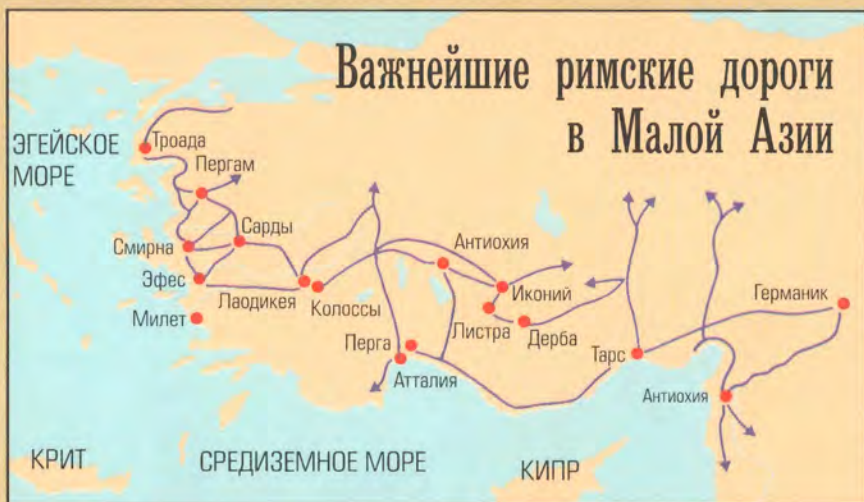 Важнейшие римские дороги
в Малой Азии
ЭГЕЙСКОЕ
МОРЕ
Троада
Пергам
Сарды
Смирна
Эфес
Милет
Лаодикея
Колоссы
Антиохия
Иконий
Листра
Дерба
Перга
Атталия
Тарс
Германик
Антиохия
КРИТ
СРЕДИЗЕМНОЕ МОРЕ
КИПР